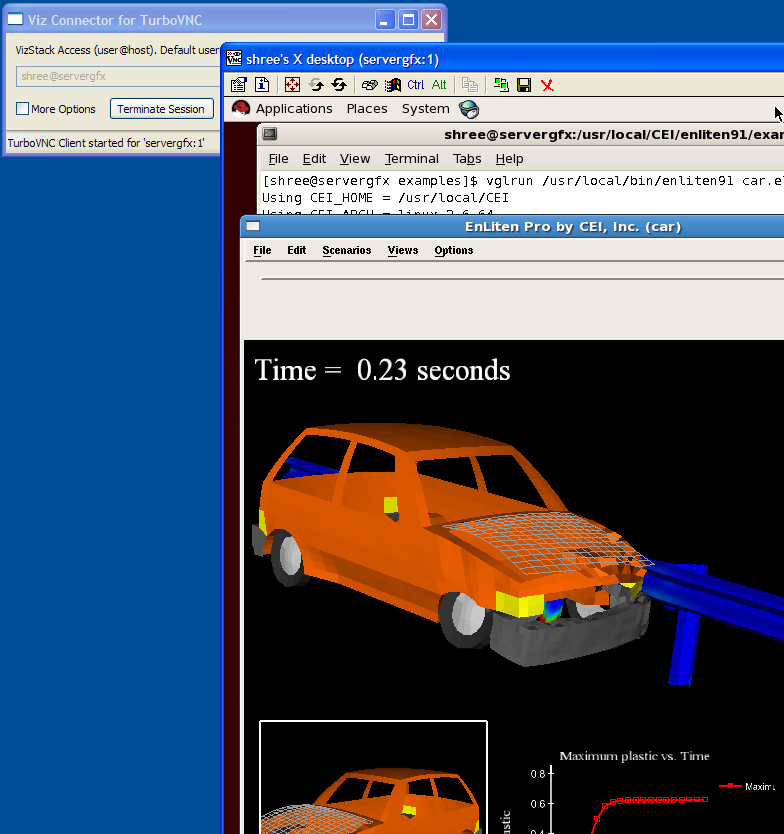 Viz Connector for TurboVNC
VizStack Access (user@host). Default user
shree@servergfx
More Options
Terminate Session
TurboVNC Client started for 'servergfx:1'
shree's X desktop (servergfx:1)
Ctrl Alt
Applications Places System
shree@servergfx:/usr/local/CEI/enliten91/exa
File Edit View Terminal Tabs Help
[shree@servergfx examples]$ vglrun /usr/local/bin/enliten91 car.e
Using CEI_HOME = /usr/local/CEI
Using CEI_ARCH = linux_2.6_64
EnLiten Pro by CEI, Inc. (car)
File Edit Scenarios Views Options
Time = 0.23 seconds
Maximum plastic vs. Time
0.8
Maxim
0.6
0.4
astic